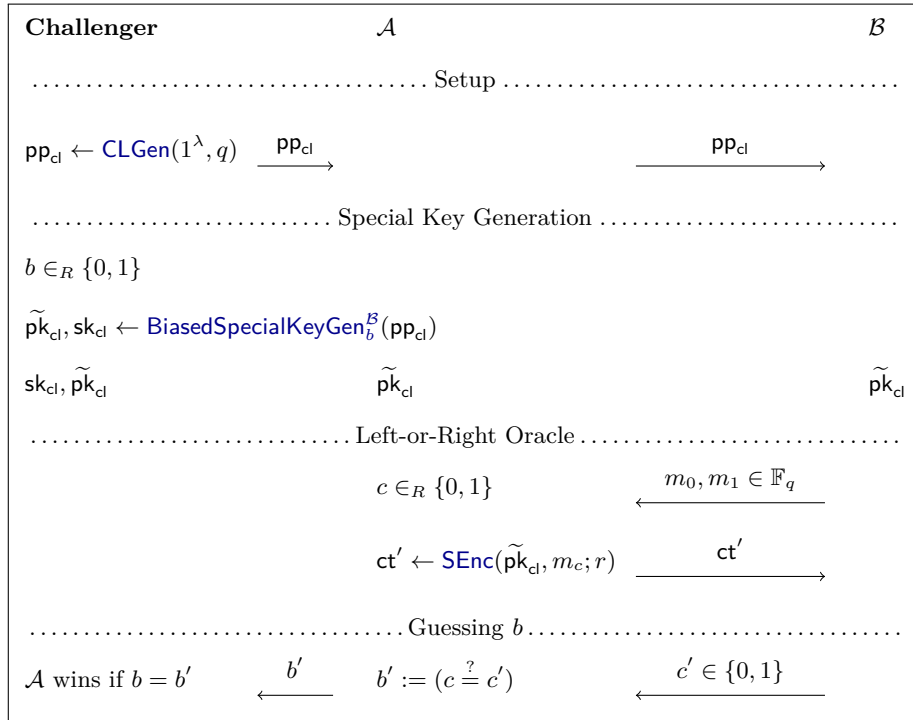 Challenger 𝒜 ℬ
Setup
pp_cl ← CLGen(1^λ, q) pp_cl pp_cl
Special Key Generation
b ∈_R {0, 1}
p̃k_cl, sk_cl ← BiasedSpecialKeyGen_b^ℬ(pp_cl)
sk_cl, p̃k_cl p̃k_cl p̃k_cl
Left-or-Right Oracle
c ∈_R {0, 1} m_0, m_1 ∈ 𝔽_q
ct′ ← SEnc(p̃k_cl, m_c; r) ct′
Guessing b
𝒜 wins if b = b′ b′ b′ := (c ≟ c′) c′ ∈ {0, 1}